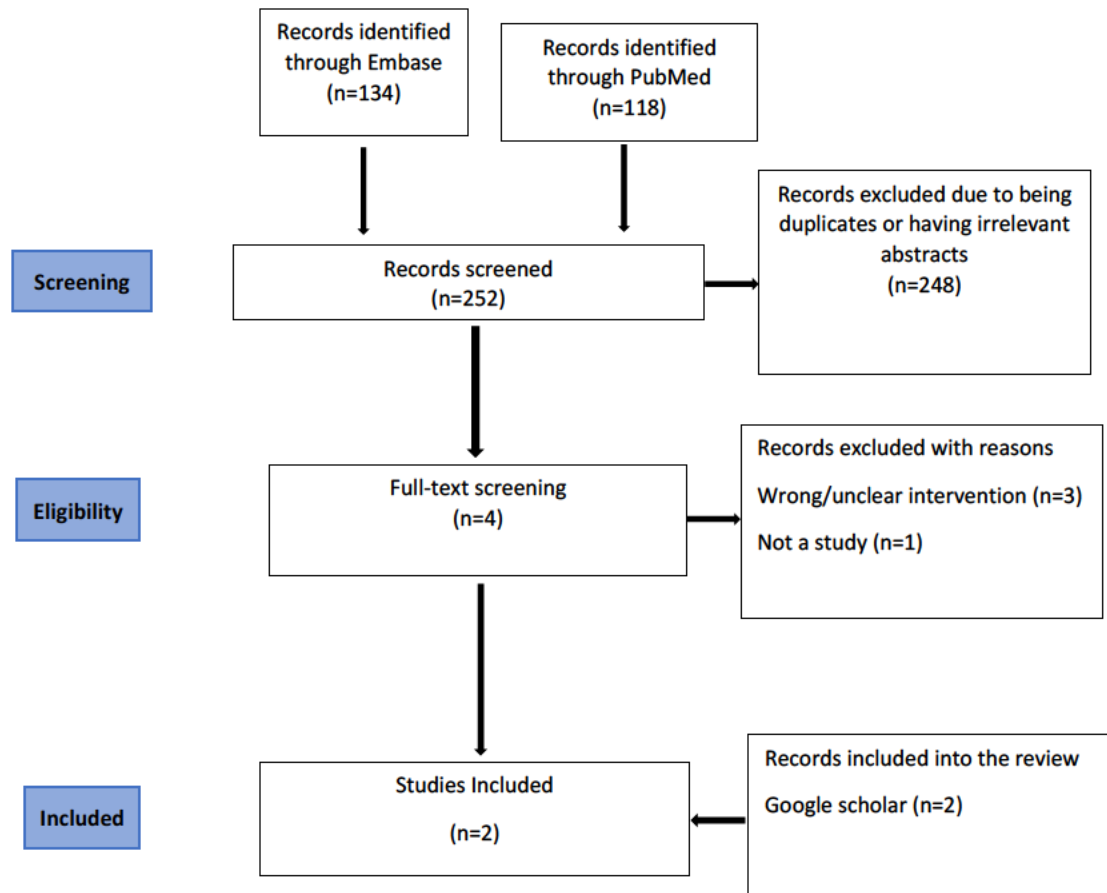 Records identified
through Embase
(n=134)
Records identified
through PubMed
(n=118)
Records excluded due to being
duplicates or having irrelevant
abstracts
(n=248)
Screening
Records screened
(n=252)
Eligibility
Full-text screening
(n=4)
Records excluded with reasons
Wrong/unclear intervention (n=3)
Not a study (n=1)
Included
Studies Included
(n=2)
Records included into the review
Google scholar (n=2)